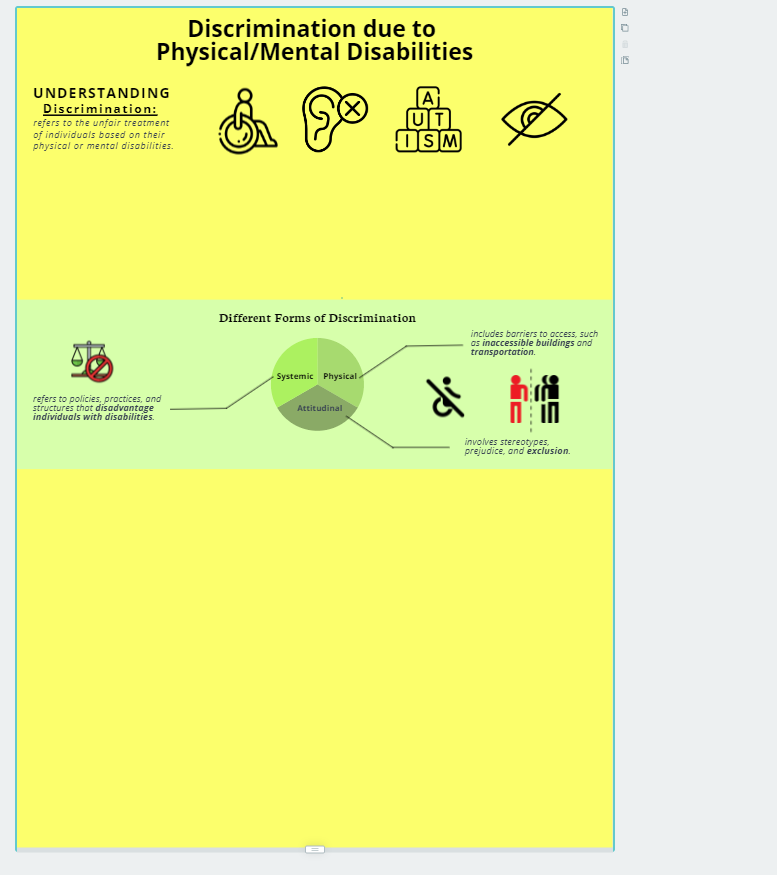 Discrimination due to
Physical/Mental Disabilities
UNDERSTANDING
Discrimination:
refers to the unfair treatment
of individuals based on their
physical or mental disabilities.
A
U T
I S M
Different Forms of Discrimination
includes barriers to access, such
as inaccessible buildings and
transportation.
Systemic
Physical
Attitudinal
refers to policies, practices, and
structures that disadvantage
individuals with disabilities.
involves stereotypes,
prejudice, and exclusion.